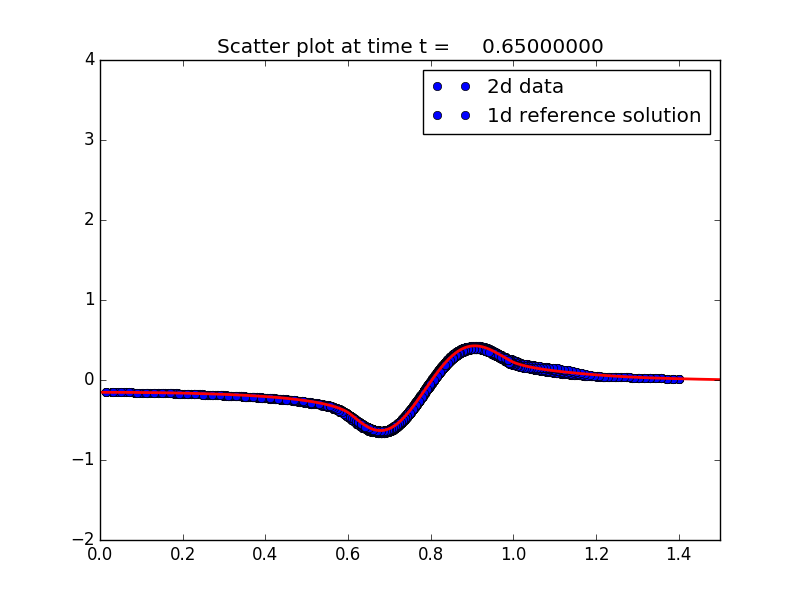 Scatter plot at time t =     0.65000000
2d data
1d reference solution
4
3
2
1
0
−1
−2
0.0 0.2 0.4 0.6 0.8 1.0 1.2 1.4